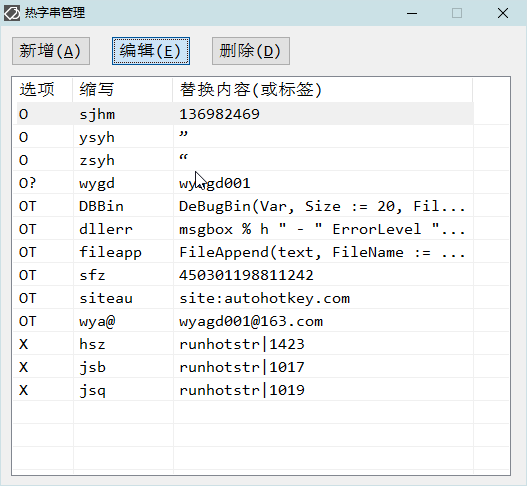 热字串管理
新增(A) 编辑(E) 删除(D)
选项 缩写 替换内容(或标签)
O sjhm 136982469
O ysyh ”
O zsyh “
O? wygd wyagd001
OT DBBin DeBugBin(Var, Size := 20, Fil...
OT dllerr msgbox % h " - " ErrorLevel "...
OT fileapp FileAppend(text, FileName := ...
OT sfz 450301198811242
OT siteau site:autohotkey.com
OT wya@ wyagd001@163.com
X hsz runhotstr|1423
X jsb runhotstr|1017
X jsq runhotstr|1019